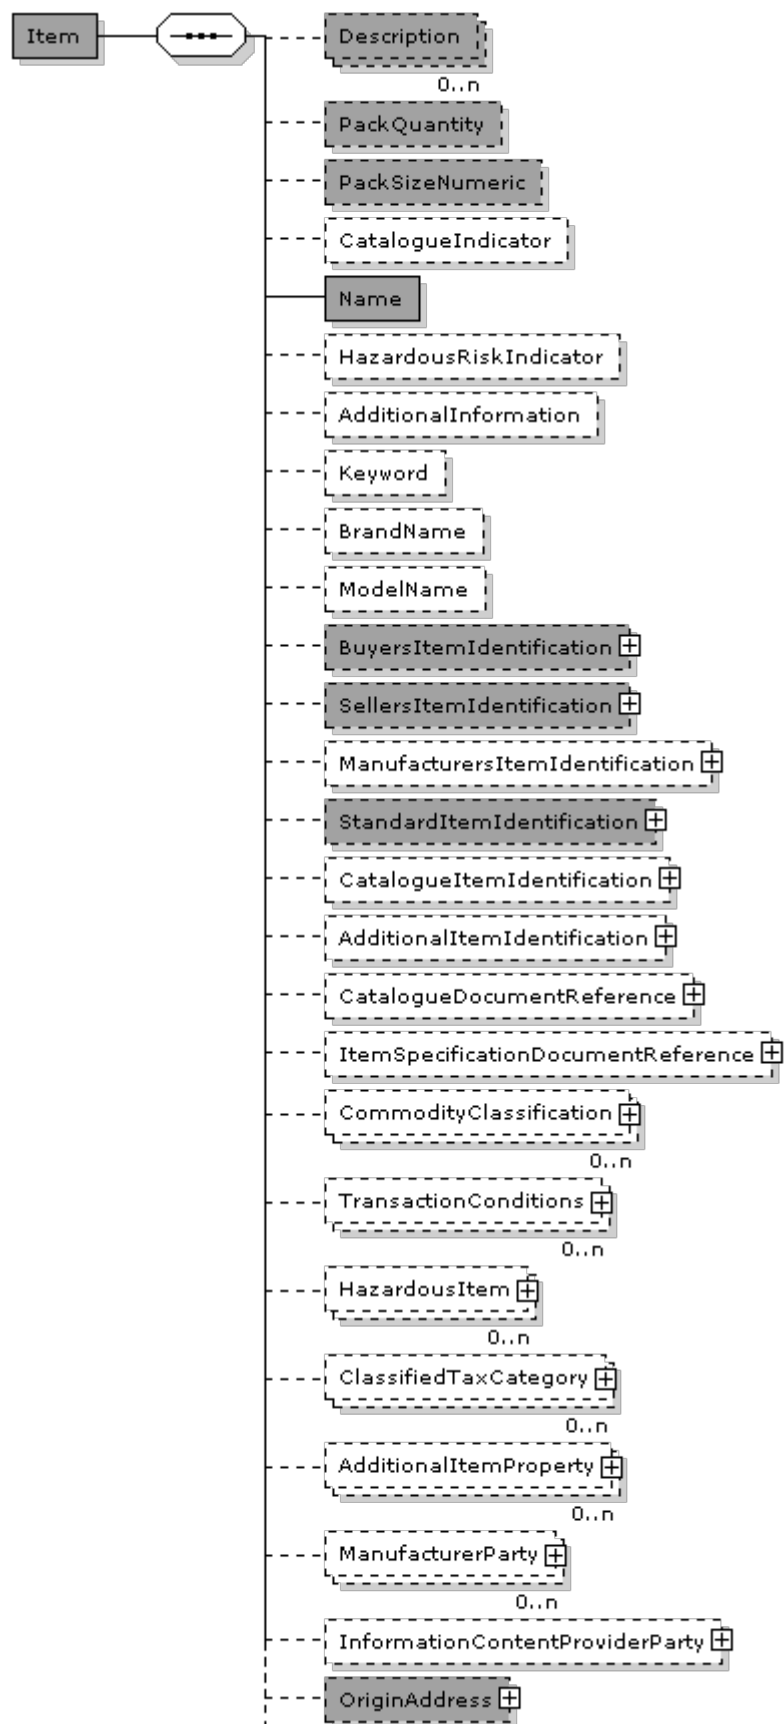 Item
Description
0..n
PackQuantity
PackSizeNumeric
CatalogueIndicator
Name
HazardousRiskIndicator
AdditionalInformation
Keyword
BrandName
ModelName
BuyersItemIdentification
SellersItemIdentification
ManufacturersItemIdentification
StandardItemIdentification
CatalogueItemIdentification
AdditionalItemIdentification
CatalogueDocumentReference
ItemSpecificationDocumentReference
CommodityClassification
0..n
TransactionConditions
0..n
HazardousItem
0..n
ClassifiedTaxCategory
0..n
AdditionalItemProperty
0..n
ManufacturerParty
0..n
InformationContentProviderParty
OriginAddress